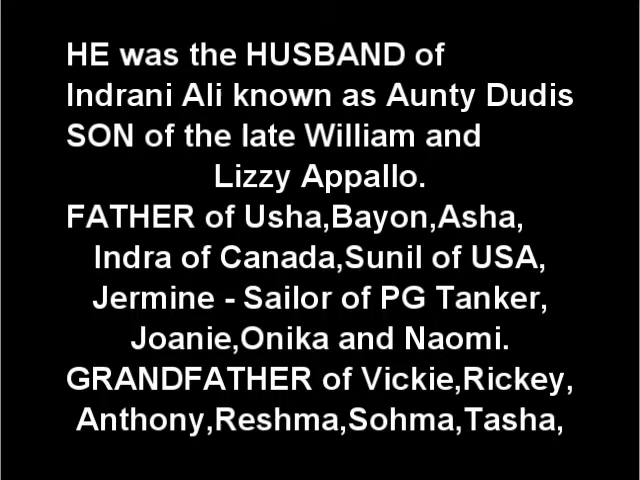 HE was the HUSBAND of
Indrani Ali known as Aunty Dudis
SON of the late William and
Lizzy Appallo.
FATHER of Usha,Bayon,Asha,
Indra of Canada,Sunil of USA,
Jermine - Sailor of PG Tanker,
Joanie,Onika and Naomi.
GRANDFATHER of Vickie,Rickey,
Anthony,Reshma,Sohma,Tasha,